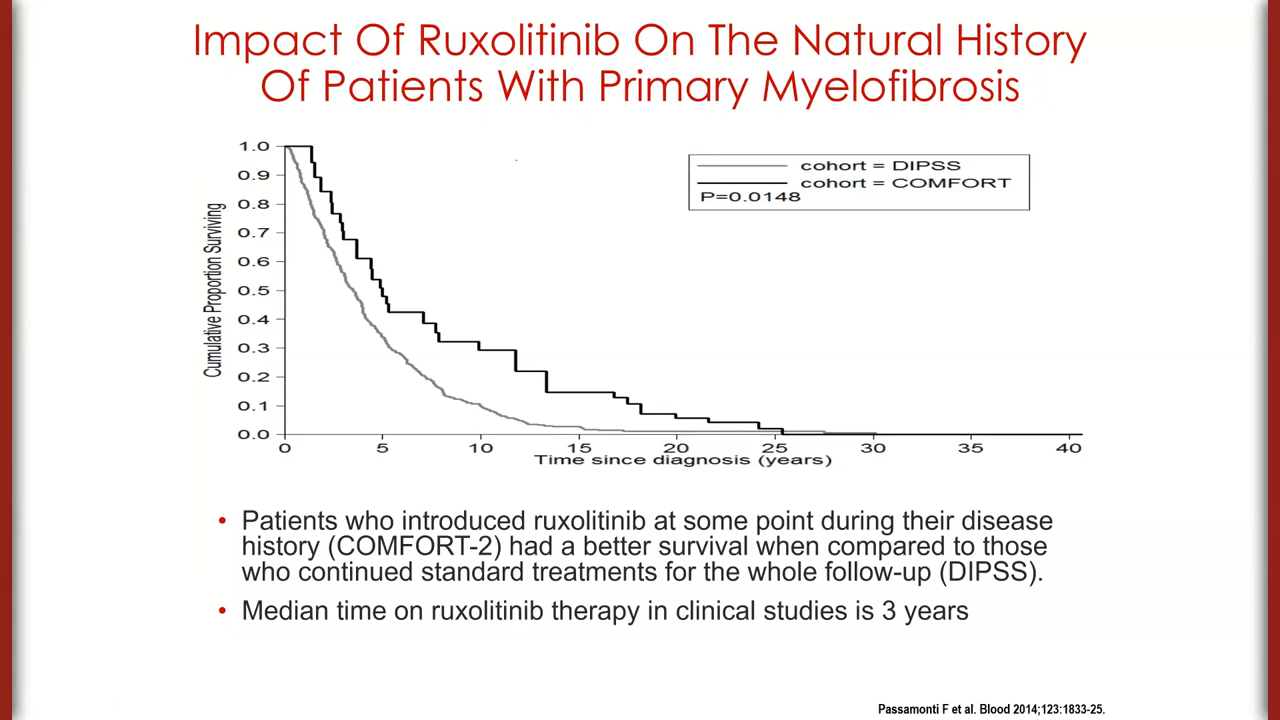 Impact Of Ruxolitinib On The Natural History
Of Patients With Primary Myelofibrosis
1.0
0.9
0.8
0.7
0.6
0.5
0.4
0.3
0.2
0.1
0.0
Cumulative Proportion Surviving
cohort = DIPSS
cohort = COMFORT
P=0.0148
0 5 10 15 20 25 30 35 40
Time since diagnosis (years)
• Patients who introduced ruxolitinib at some point during their disease
history (COMFORT-2) had a better survival when compared to those
who continued standard treatments for the whole follow-up (DIPSS).
• Median time on ruxolitinib therapy in clinical studies is 3 years
Passamonti F et al. Blood 2014;123:1833-25.